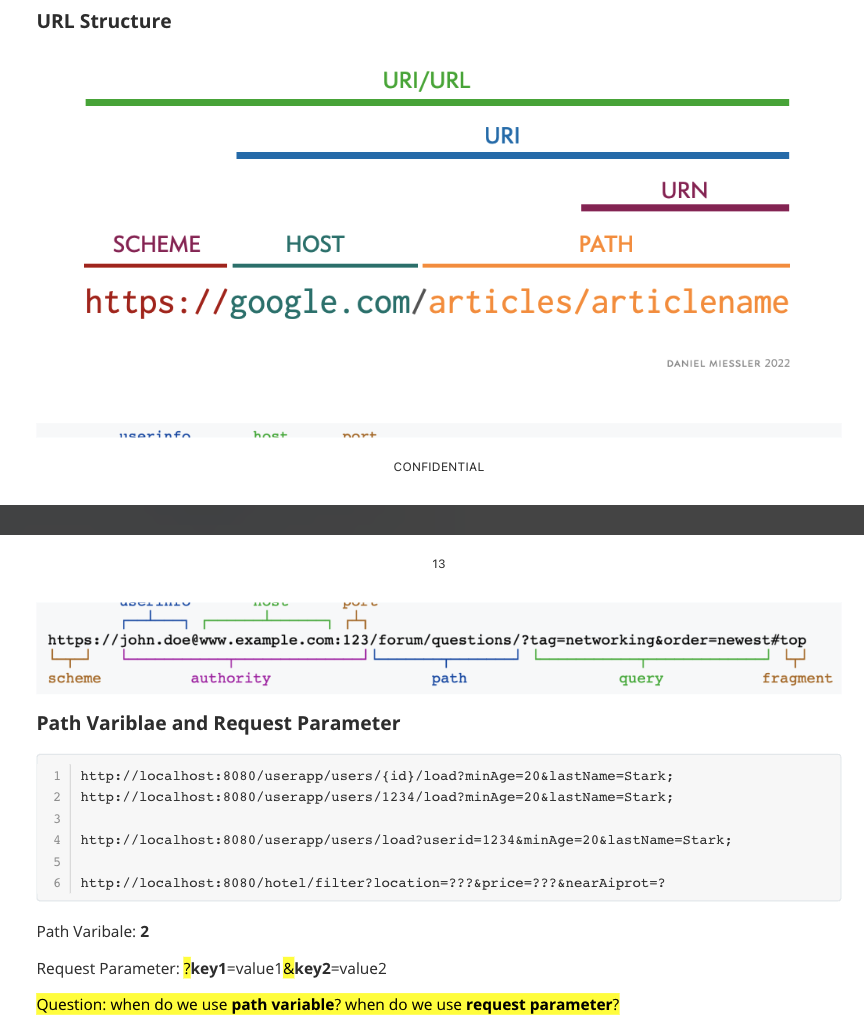 URL Structure
URI/URL
URI
URN
SCHEME HOST PATH
https://google.com/articles/articlename
DANIEL MIESSLER 2022
userinfo host port
CONFIDENTIAL
13
userinfo host port
https://john.doe@www.example.com:123/forum/questions/?tag=networking&order=newest#top
scheme authority path query fragment
Path Variblae and Request Parameter
1 http://localhost:8080/userapp/users/{id}/load?minAge=20&lastName=Stark;
2 http://localhost:8080/userapp/users/1234/load?minAge=20&lastName=Stark;
3
4 http://localhost:8080/userapp/users/load?userid=1234&minAge=20&lastName=Stark;
5
6 http://localhost:8080/hotel/filter?location=???&price=???&nearAiprot=?
Path Varibale: 2
Request Parameter: ?key1=value1&key2=value2
Question: when do we use path variable? when do we use request parameter?